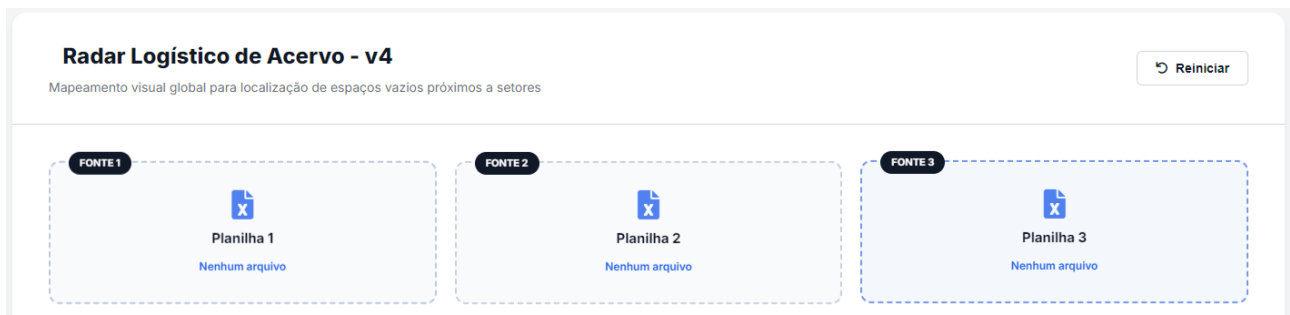 Radar Logístico de Acervo - v4
Reiniciar
Mapeamento visual global para localização de espaços vazios próximos a setores
FONTE 1
FONTE 2
FONTE 3
X
X
X
Planilha 1
Planilha 2
Planilha 3
Nenhum arquivo
Nenhum arquivo
Nenhum arquivo